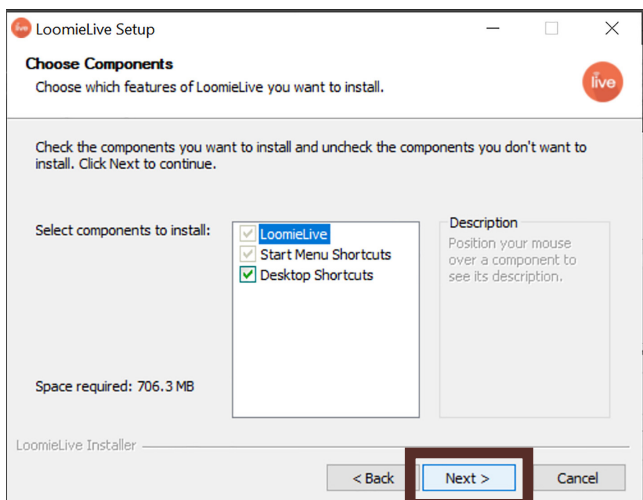 LoomieLive Setup
Choose Components
Choose which features of LoomieLive you want to install.
live
Check the components you want to install and uncheck the components you don't want to
install. Click Next to continue.
Select components to install:
LoomieLive
Start Menu Shortcuts
Desktop Shortcuts
Description
Position your mouse
over a component to
see its description.
Space required: 706.3 MB
LoomieLive Installer
< Back
Next >
Cancel